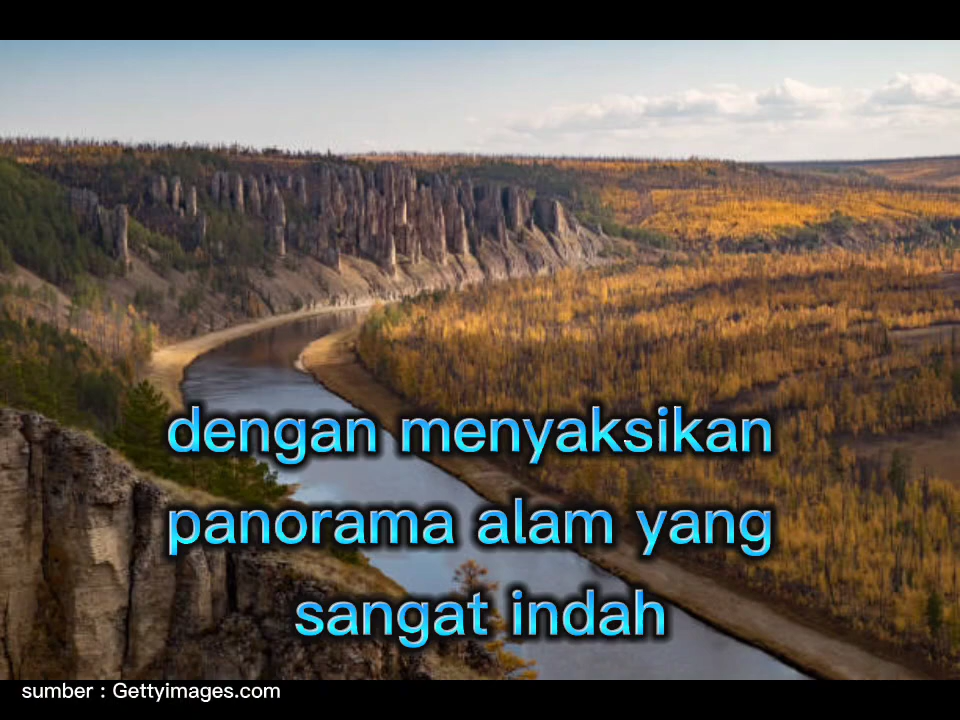 dengan menyaksikan
panorama alam yang
sangat indah
sumber : Gettyimages.com